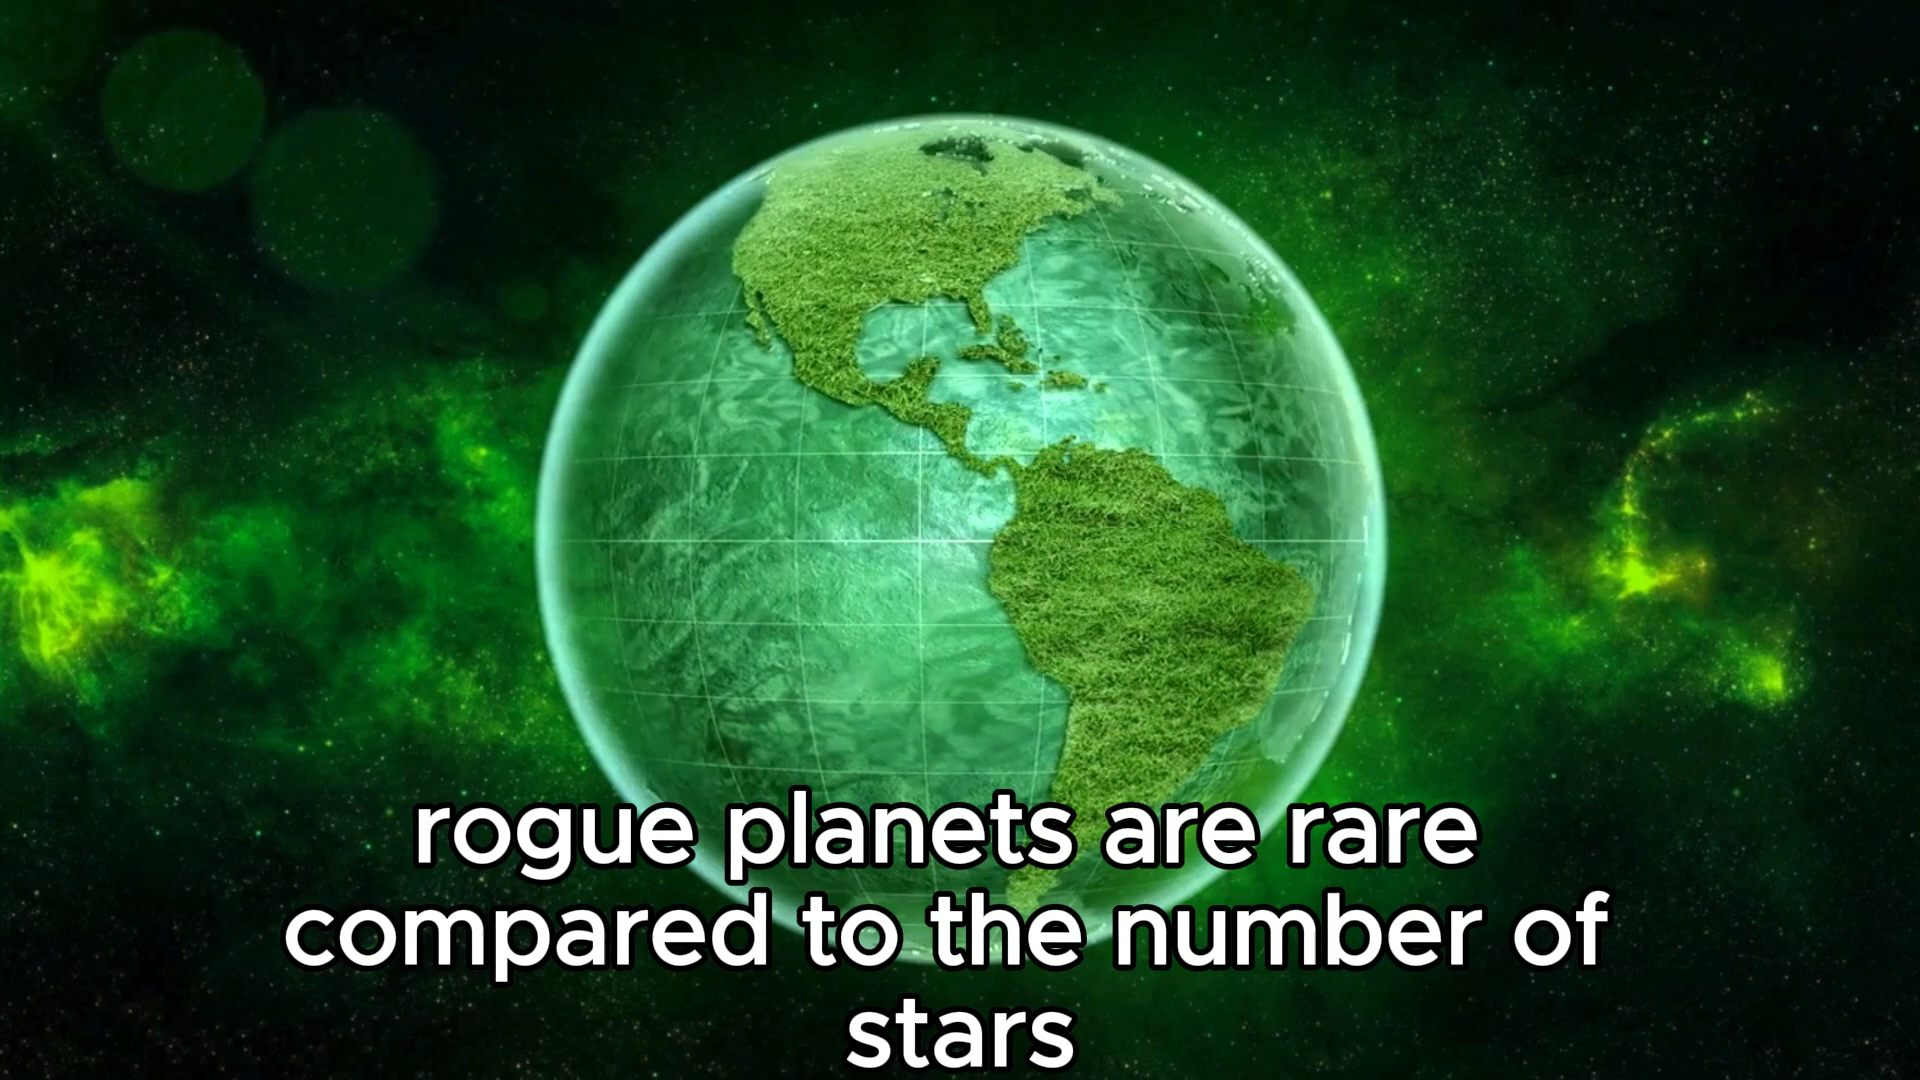 rogue planets are rare
compared to the number of
stars